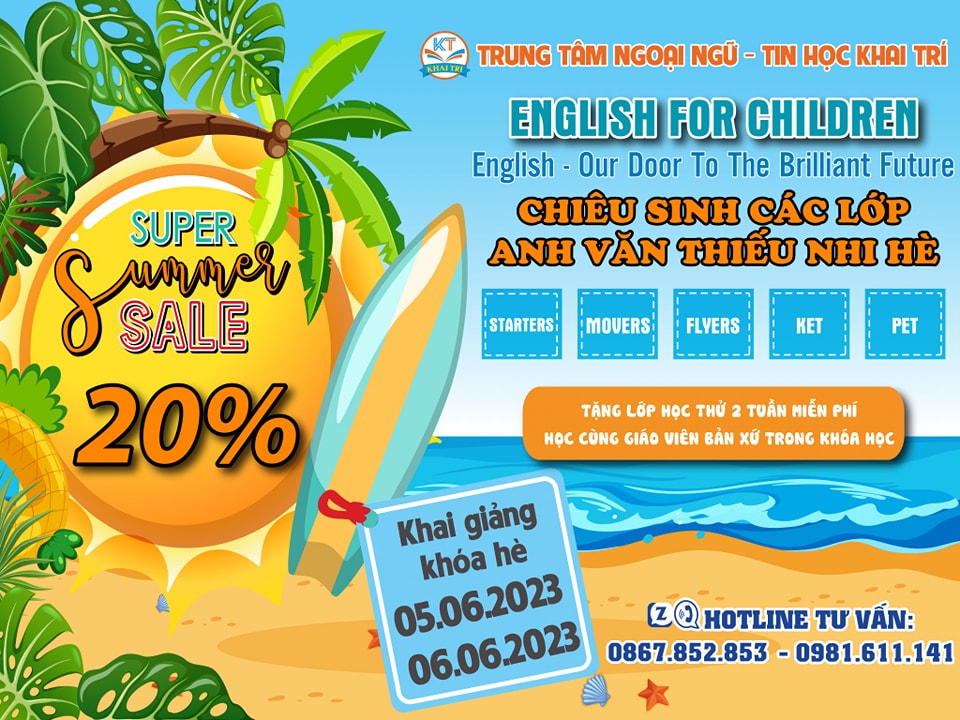 KT
KHAI TRÍ
TRUNG TÂM NGOẠI NGỮ - TIN HỌC KHAI TRÍ
ENGLISH FOR CHILDREN
English - Our Door To The Brilliant Future
CHIÊU SINH CÁC LỚP
ANH VĂN THIẾU NHI HÈ
STARTERS
MOVERS
FLYERS
KET
PET
SUPER
Summer
SALE
20%
TẶNG LỚP HỌC THỬ 2 TUẦN MIỄN PHÍ
HỌC CÙNG GIÁO VIÊN BẢN XỨ TRONG KHÓA HỌC
Khai giảng
khóa hè
05.06.2023
06.06.2023
Z HOTLINE TƯ VẤN:
0867.852.853 - 0981.611.141